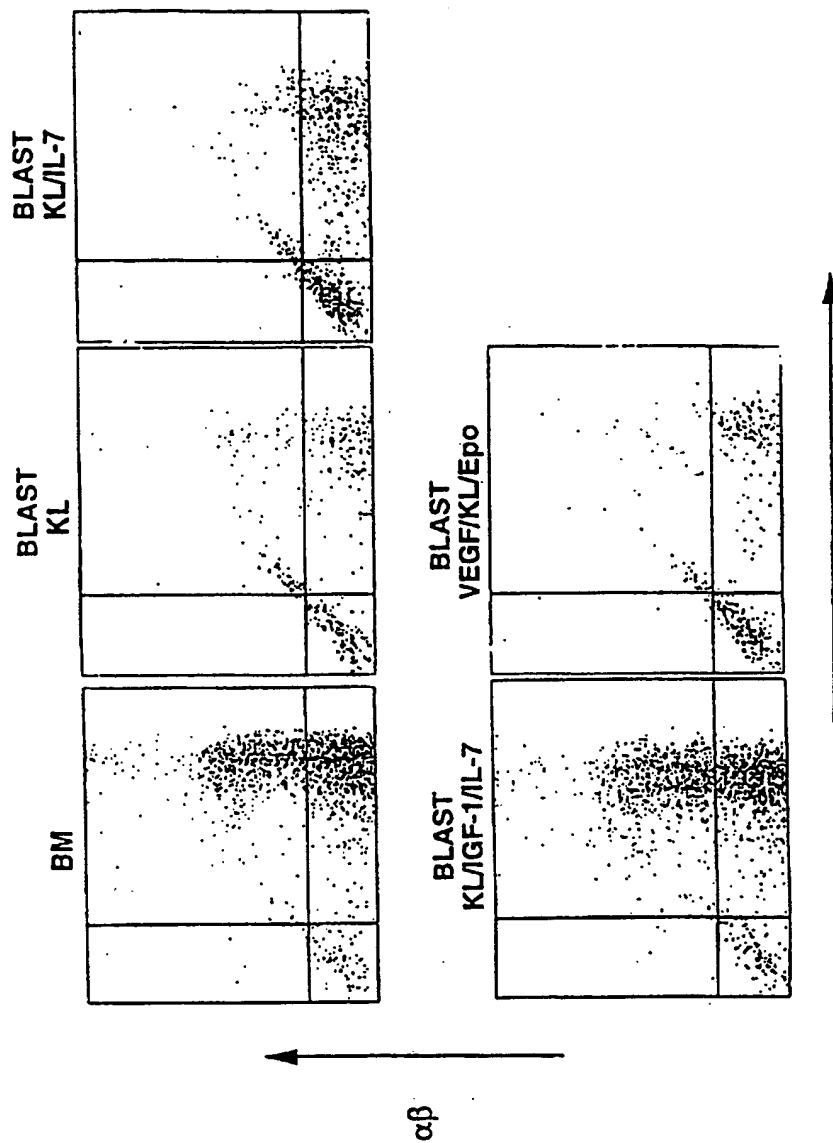 BM
BLAST
KL
BLAST
KL/IL-7
BLAST
KL/IGF-1/IL-7
BLAST
VEGF/KL/Epo
αβ